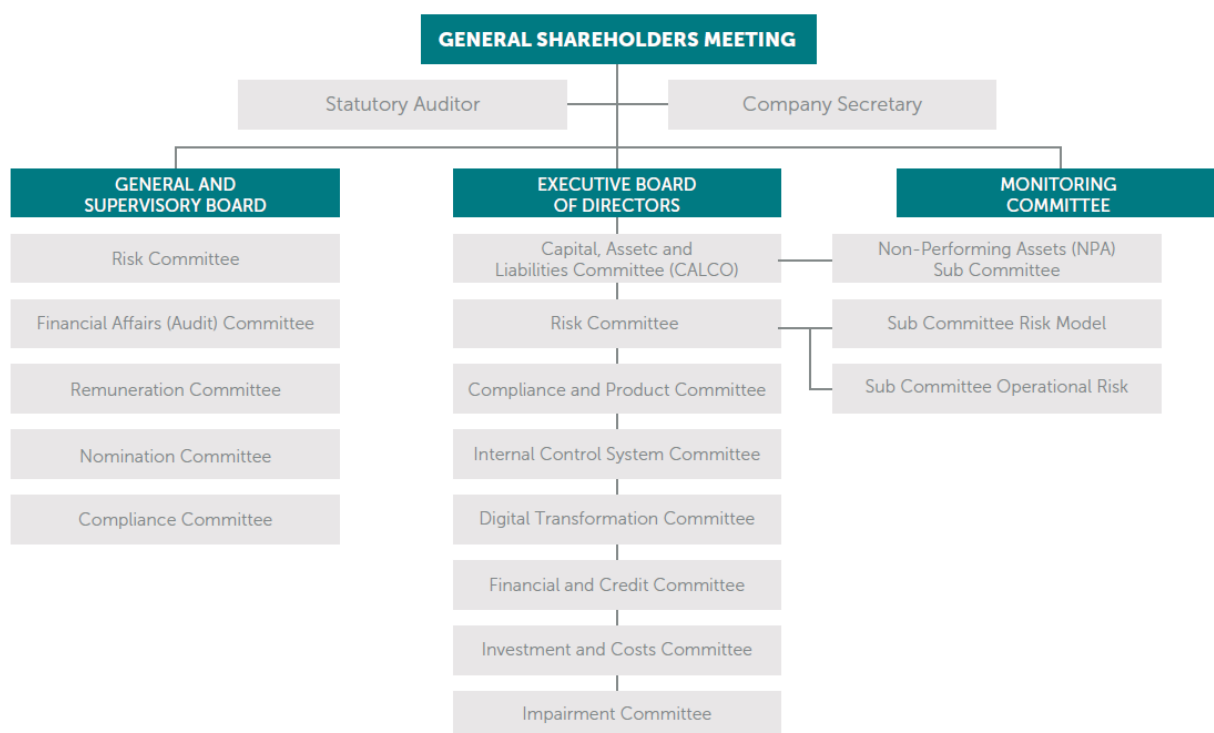 GENERAL SHAREHOLDERS MEETING
Statutory Auditor
Company Secretary
GENERAL AND
SUPERVISORY BOARD
Risk Committee
Financial Affairs (Audit) Committee
Remuneration Committee
Nomination Committee
Compliance Committee
EXECUTIVE BOARD
OF DIRECTORS
Capital, Assetc and
Liabilities Committee (CALCO)
Risk Committee
Compliance and Product Committee
Internal Control System Committee
Digital Transformation Committee
Financial and Credit Committee
Investment and Costs Committee
Impairment Committee
MONITORING
COMMITTEE
Non-Performing Assets (NPA)
Sub Committee
Sub Committee Risk Model
Sub Committee Operational Risk